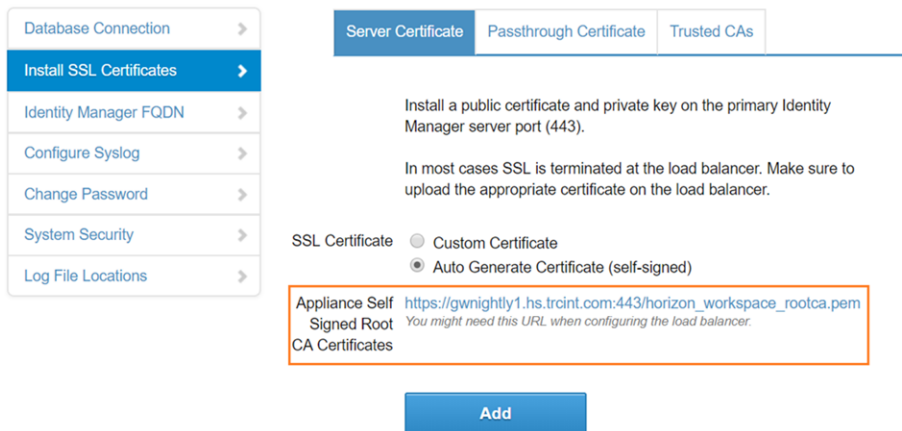 Database Connection
Install SSL Certificates
Identity Manager FQDN
Configure Syslog
Change Password
System Security
Log File Locations
Server Certificate
Passthrough Certificate
Trusted CAs
Install a public certificate and private key on the primary Identity
Manager server port (443).
In most cases SSL is terminated at the load balancer. Make sure to
upload the appropriate certificate on the load balancer.
SSL Certificate
Custom Certificate
Auto Generate Certificate (self-signed)
Appliance Self
Signed Root
CA Certificates
https://gwnightly1.hs.trcint.com:443/horizon_workspace_rootca.pem
You might need this URL when configuring the load balancer.
Add